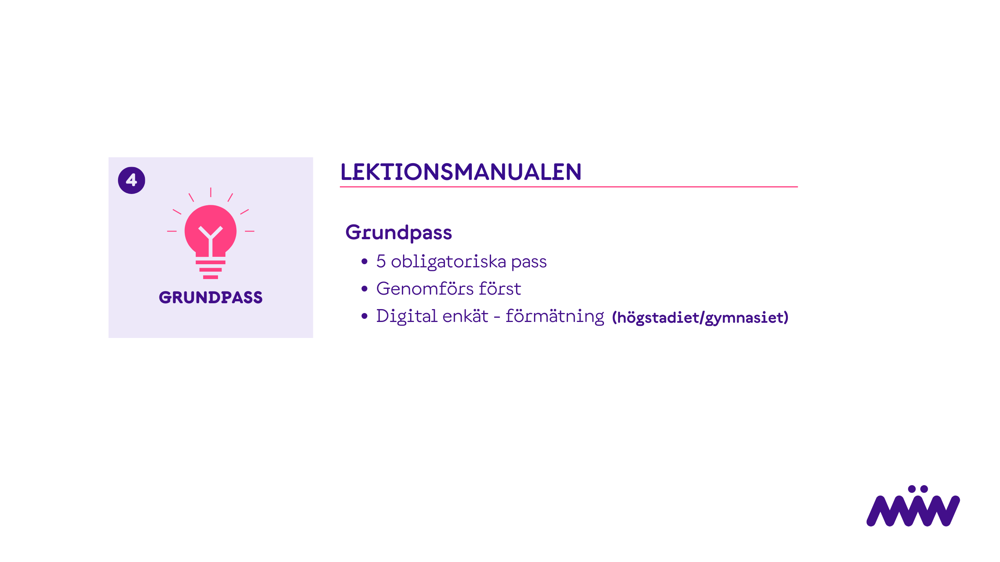 4
GRUNDPASS
LEKTIONSMANUALEN
Grundpass
• 5 obligatoriska pass
• Genomförs först
• Digital enkät - förmätning (högstadiet/gymnasiet)